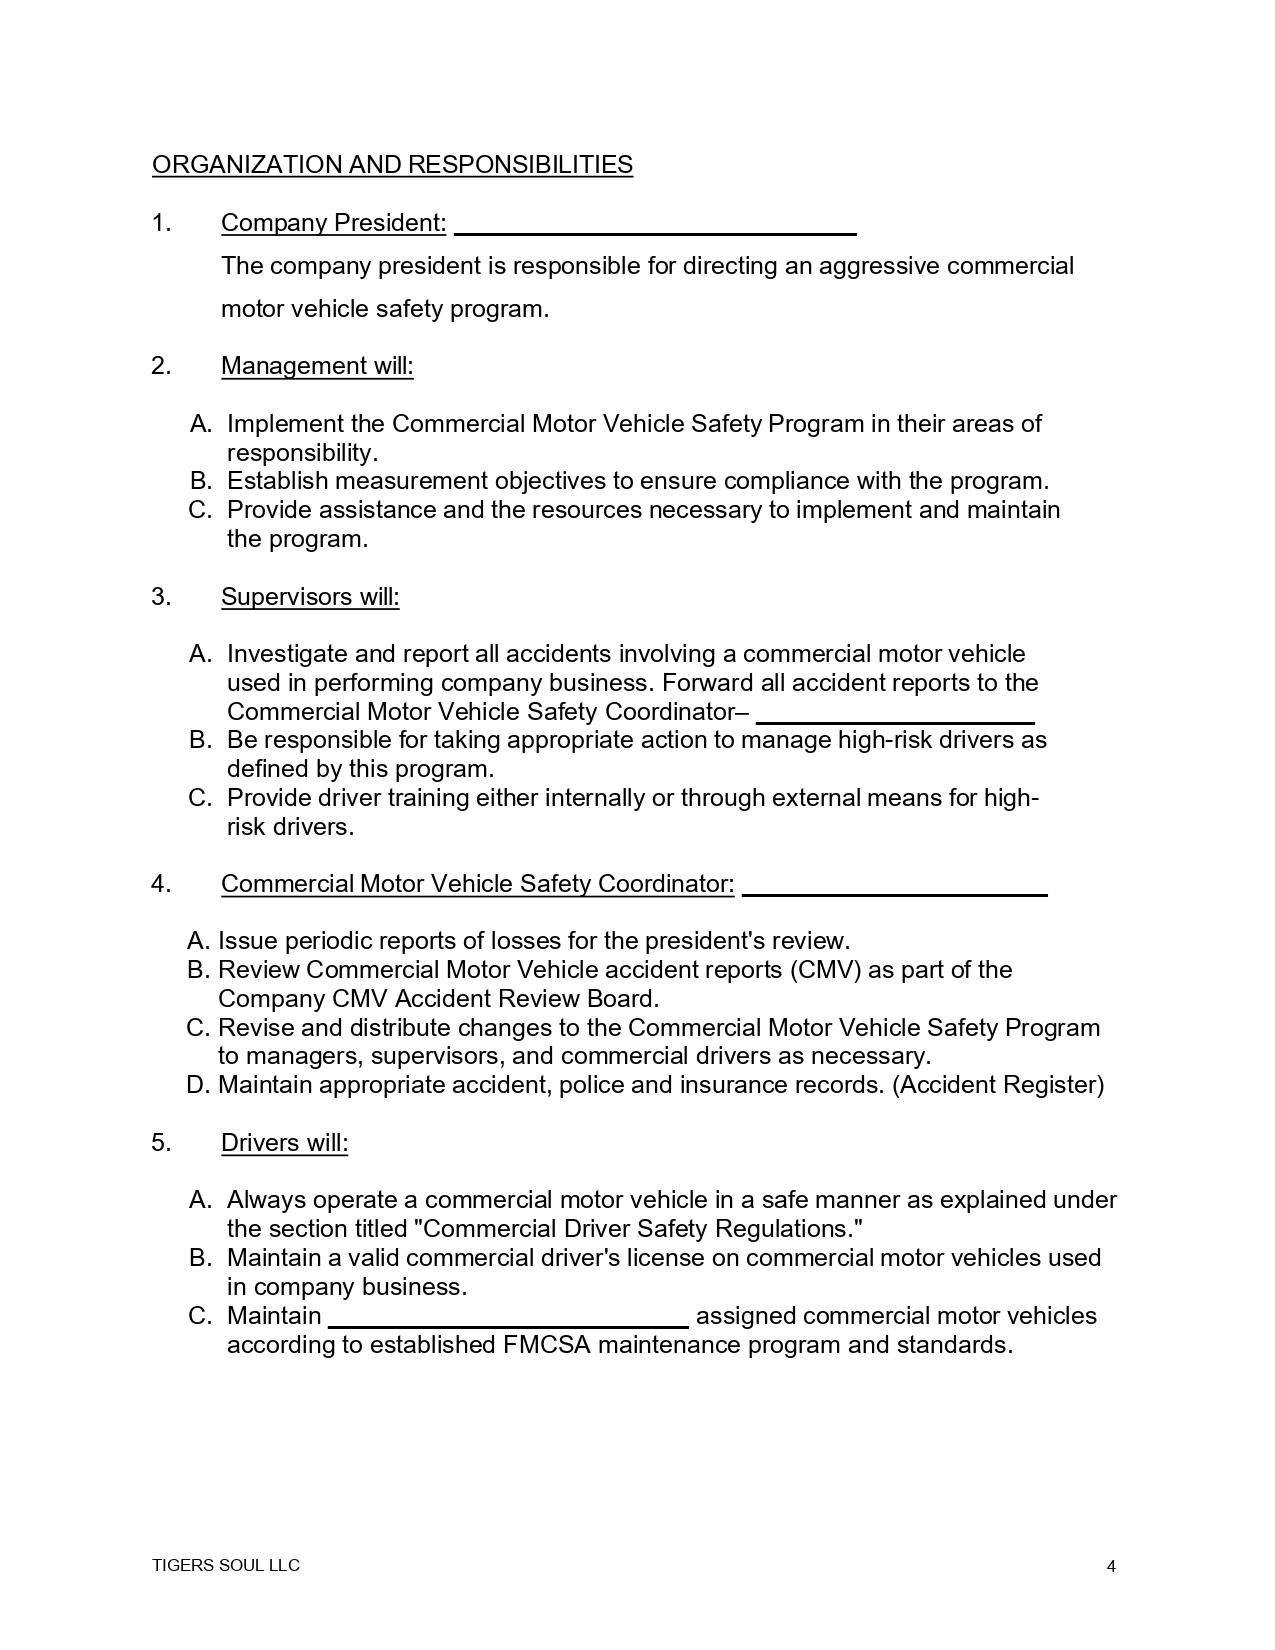 ORGANIZATION AND RESPONSIBILITIES
1. Company President:
The company president is responsible for directing an aggressive commercial
motor vehicle safety program.
2. Management will:
A. Implement the Commercial Motor Vehicle Safety Program in their areas of
responsibility.
B. Establish measurement objectives to ensure compliance with the program.
C. Provide assistance and the resources necessary to implement and maintain
the program.
3. Supervisors will:
A. Investigate and report all accidents involving a commercial motor vehicle
used in performing company business. Forward all accident reports to the
Commercial Motor Vehicle Safety Coordinator–
B. Be responsible for taking appropriate action to manage high-risk drivers as
defined by this program.
C. Provide driver training either internally or through external means for high-
risk drivers.
4. Commercial Motor Vehicle Safety Coordinator:
A. Issue periodic reports of losses for the president's review.
B. Review Commercial Motor Vehicle accident reports (CMV) as part of the
Company CMV Accident Review Board.
C. Revise and distribute changes to the Commercial Motor Vehicle Safety Program
to managers, supervisors, and commercial drivers as necessary.
D. Maintain appropriate accident, police and insurance records. (Accident Register)
5. Drivers will:
A. Always operate a commercial motor vehicle in a safe manner as explained under
the section titled "Commercial Driver Safety Regulations."
B. Maintain a valid commercial driver's license on commercial motor vehicles used
in company business.
C. Maintain assigned commercial motor vehicles
according to established FMCSA maintenance program and standards.
TIGERS SOUL LLC 4